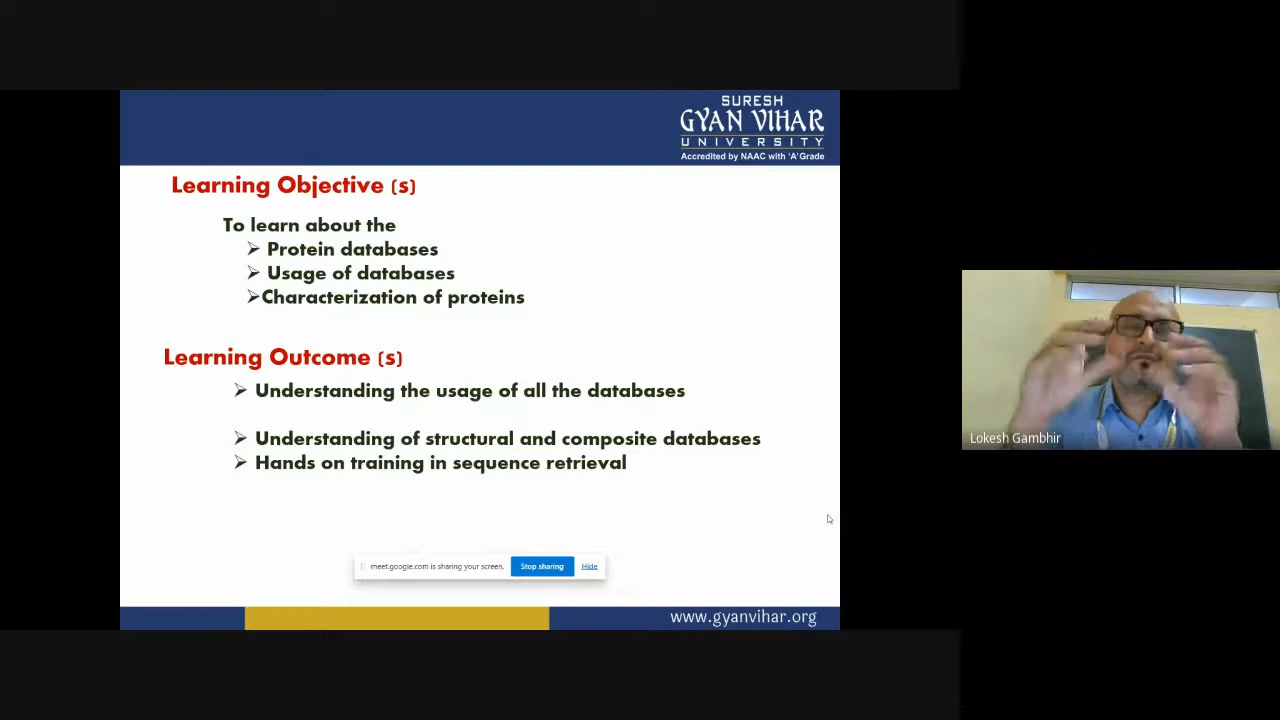 SURESH
GYAN VIHAR
UNIVERSITY
Accredited by NAAC with 'A' Grade
Learning Objective (s)
To learn about the
➢ Protein databases
➢ Usage of databases
➢Characterization of proteins
Learning Outcome (s)
➢ Understanding the usage of all the databases
➢ Understanding of structural and composite databases
➢ Hands on training in sequence retrieval
Lokesh Gambhir
meet.google.com is sharing your screen. Stop sharing Hide
www.gyanvihar.org